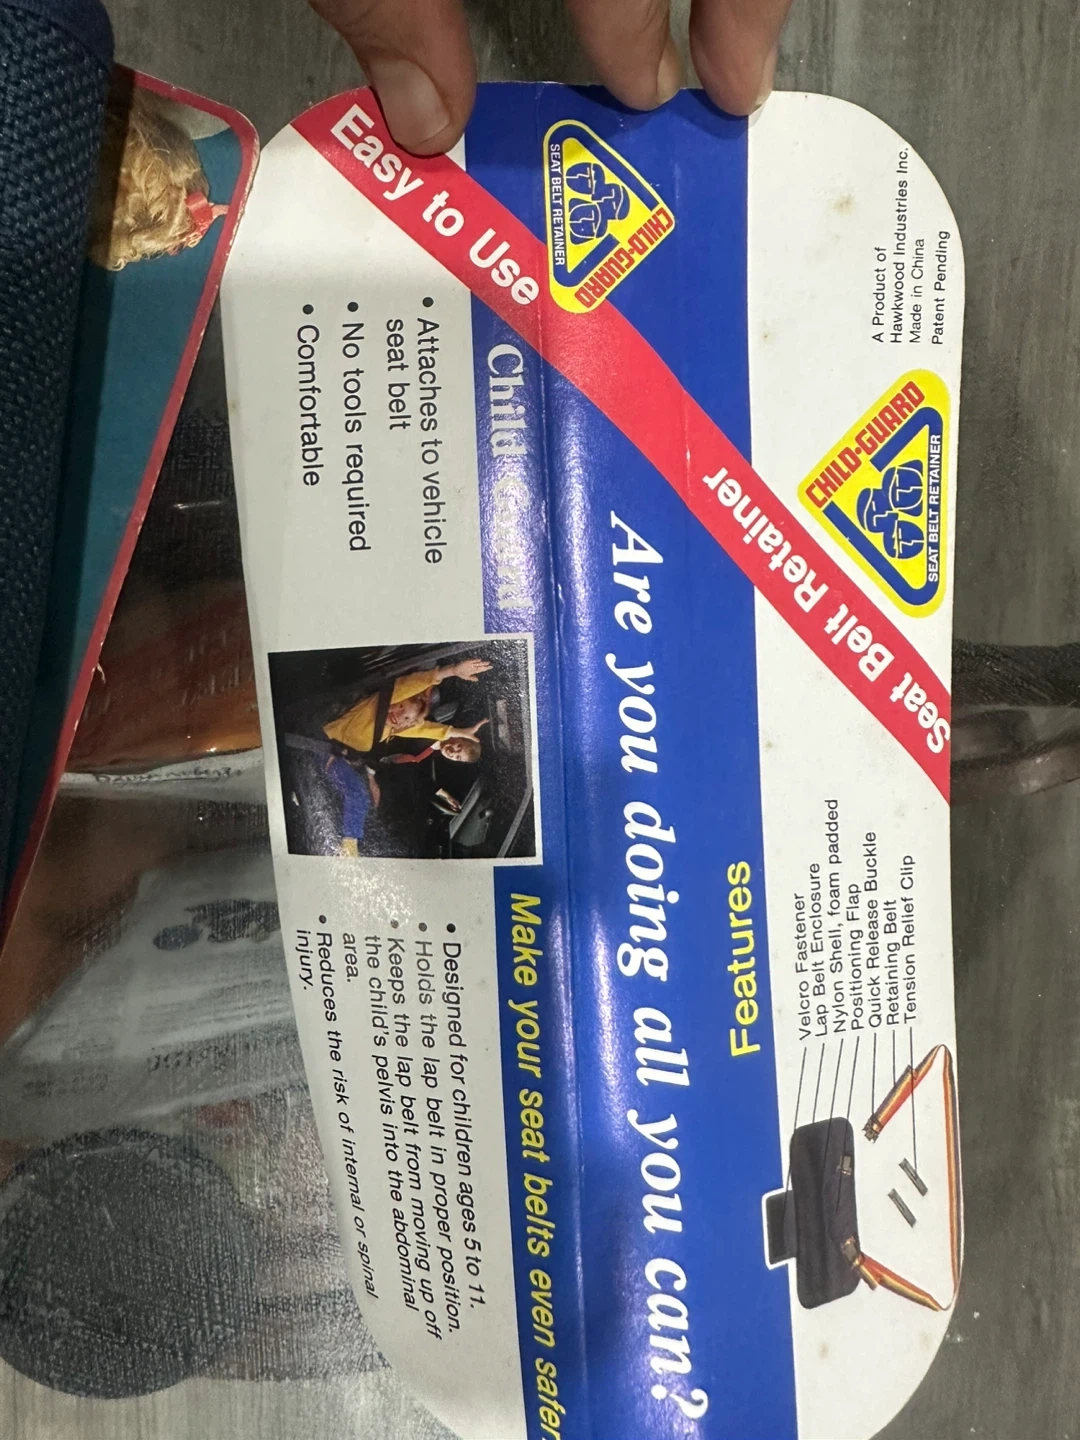 Easy to Use
CHILD-GUARD
SEAT BELT RETAINER
• Attaches to vehicle
seat belt
• No tools required
• Comfortable
Child Guard
Are you doing all you can?
Make your seat belts even safer
• Designed for children ages 5 to 11.
• Holds the lap belt in proper position.
• Keeps the lap belt from moving up off
the child's pelvis into the abdominal
area.
• Reduces the risk of internal or spinal
injury.
Seat Belt Retainer
CHILD-GUARD
SEAT BELT RETAINER
A Product of
Hawkwood Industries Inc.
Made in China
Patent Pending
Features
Velcro Fastener
Lap Belt Enclosure
Nylon Shell, foam padded
Positioning Flap
Quick Release Buckle
Retaining Belt
Tension Relief Clip